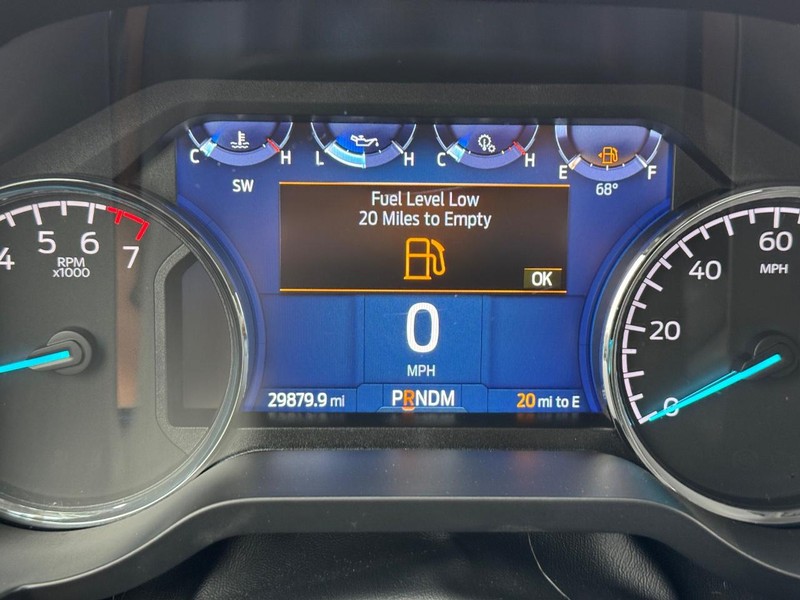 C H
L H
C H
E F
SW
68°
Fuel Level Low
20 Miles to Empty
OK
4 5 6 7
RPM
x1000
0 20 40 60
MPH
0
MPH
29879.9 mi
PRNDM
20 mi to E